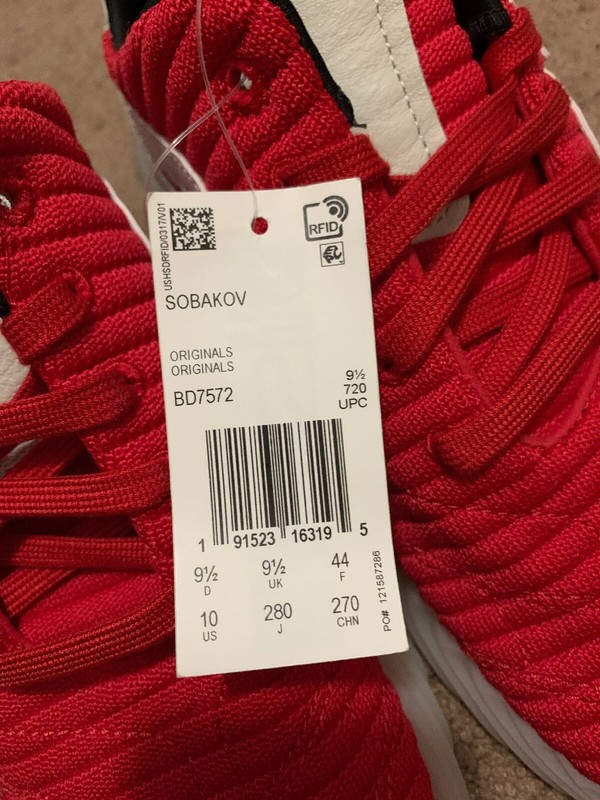 USHSDRFID/0317/V01
RFID
SOBAKOV
ORIGINALS
ORIGINALS
BD7572
9½
720
UPC
1 91523 16319 5
9½ 9½ 44
D UK F
10 280 270
US J CHN
PO# 121587286